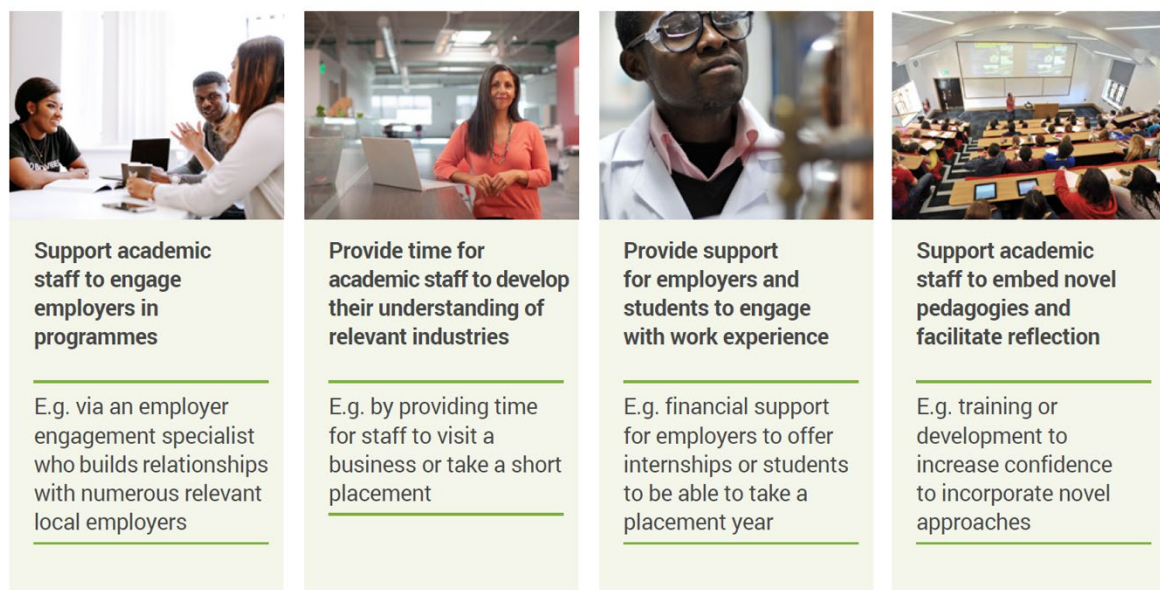 Support academic
staff to engage
employers in
programmes
E.g. via an employer
engagement specialist
who builds relationships
with numerous relevant
local employers
Provide time for
academic staff to develop
their understanding of
relevant industries
E.g. by providing time
for staff to visit a
business or take a short
placement
Provide support
for employers and
students to engage
with work experience
E.g. financial support
for employers to offer
internships or students
to be able to take a
placement year
Support academic
staff to embed novel
pedagogies and
facilitate reflection
E.g. training or
development to
increase confidence
to incorporate novel
approaches